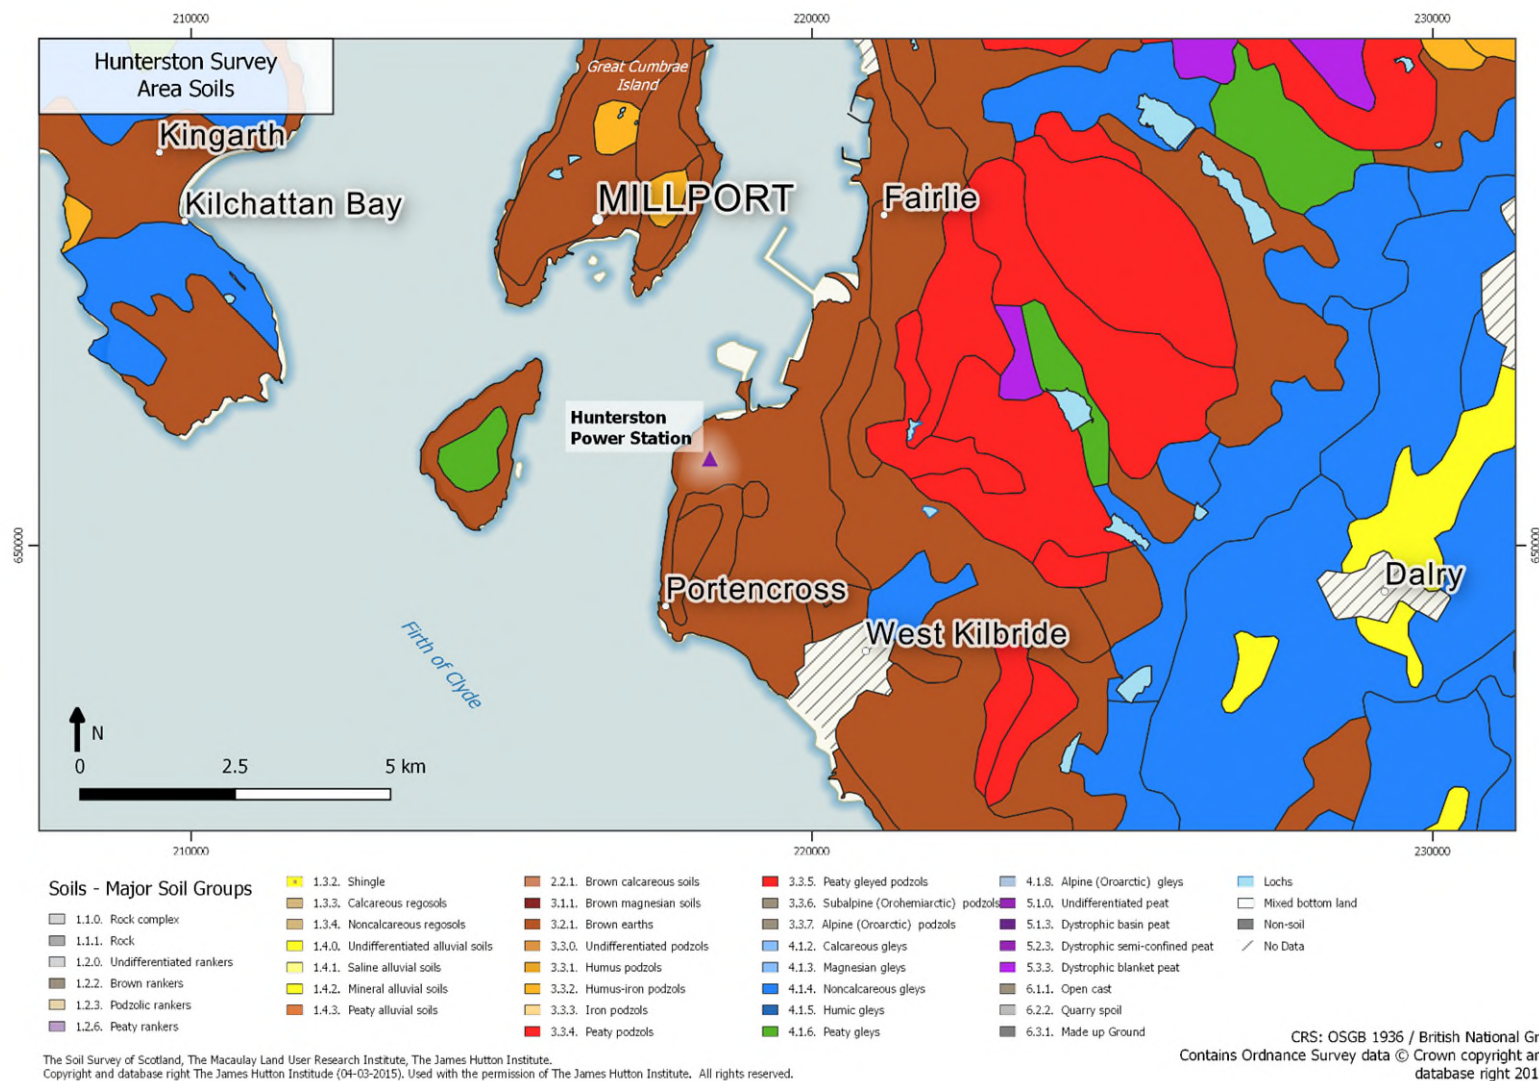 210000
220000
230000
Hunterston Survey
Area Soils
Great Cumbrae
Island
Kingarth
Kilchattan Bay
MILLPORT
Fairlie
Hunterston
Power Station
650000
650000
Dalry
Portencross
West Kilbride
Firth of Clyde
N
0 2.5 5 km
210000
220000
230000
Soils - Major Soil Groups
1.1.0. Rock complex
1.1.1. Rock
1.2.0. Undifferentiated rankers
1.2.2. Brown rankers
1.2.3. Podzolic rankers
1.2.6. Peaty rankers
1.3.2. Shingle
1.3.3. Calcareous regosols
1.3.4. Noncalcareous regosols
1.4.0. Undifferentiated alluvial soils
1.4.1. Saline alluvial soils
1.4.2. Mineral alluvial soils
1.4.3. Peaty alluvial soils
2.2.1. Brown calcareous soils
3.1.1. Brown magnesian soils
3.2.1. Brown earths
3.3.0. Undifferentiated podzols
3.3.1. Humus podzols
3.3.2. Humus-iron podzols
3.3.3. Iron podzols
3.3.4. Peaty podzols
3.3.5. Peaty gleyed podzols
3.3.6. Subalpine (Orohemiarctic) podzols
3.3.7. Alpine (Oroarctic) podzols
4.1.2. Calcareous gleys
4.1.3. Magnesian gleys
4.1.4. Noncalcareous gleys
4.1.5. Humic gleys
4.1.6. Peaty gleys
4.1.8. Alpine (Oroarctic) gleys
5.1.0. Undifferentiated peat
5.1.3. Dystrophic basin peat
5.2.3. Dystrophic semi-confined peat
5.3.3. Dystrophic blanket peat
6.1.1. Open cast
6.2.2. Quarry spoil
6.3.1. Made up Ground
Lochs
Mixed bottom land
Non-soil
No Data
The Soil Survey of Scotland, The Macaulay Land User Research Institute, The James Hutton Institute.
Copyright and database right The James Hutton Institude (04-03-2015). Used with the permission of The James Hutton Institute. All rights reserved.
CRS: OSGB 1936 / British National Gr
Contains Ordnance Survey data © Crown copyright an
database right 201